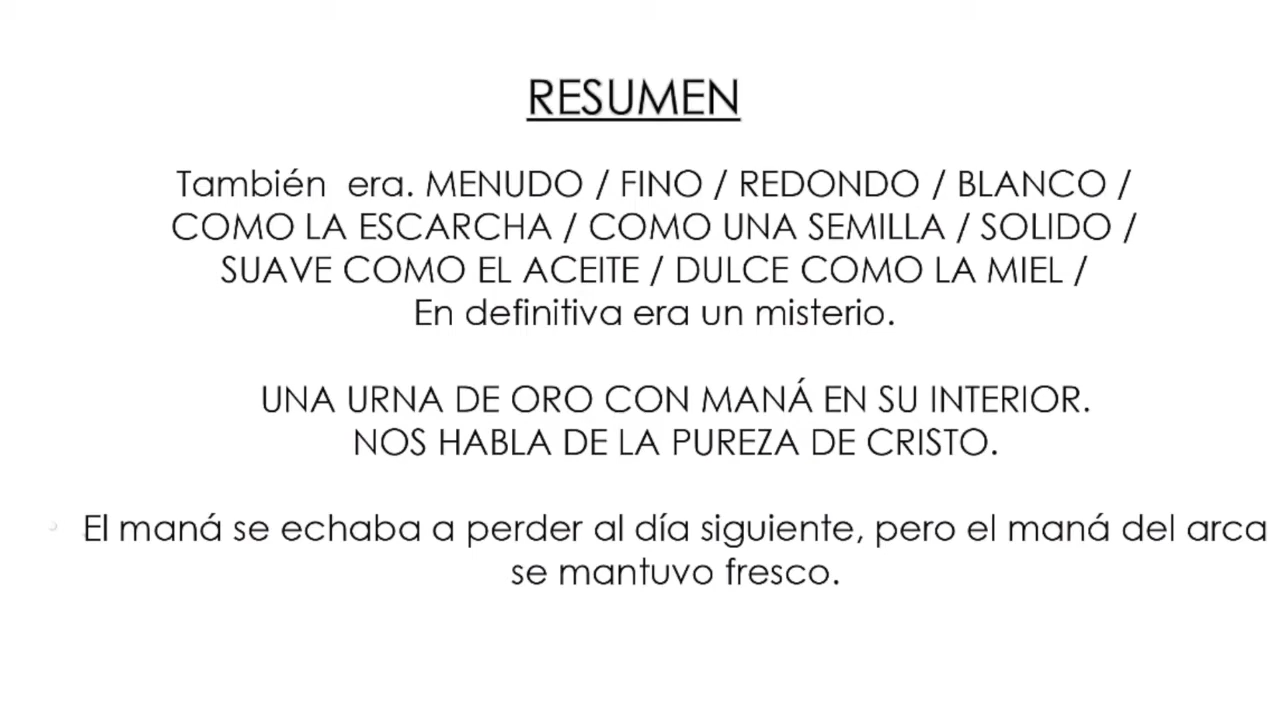 RESUMEN
También era. MENUDO / FINO / REDONDO / BLANCO /
COMO LA ESCARCHA / COMO UNA SEMILLA / SOLIDO /
SUAVE COMO EL ACEITE / DULCE COMO LA MIEL /
En definitiva era un misterio.
UNA URNA DE ORO CON MANÁ EN SU INTERIOR.
NOS HABLA DE LA PUREZA DE CRISTO.
El maná se echaba a perder al día siguiente, pero el maná del arca
se mantuvo fresco.